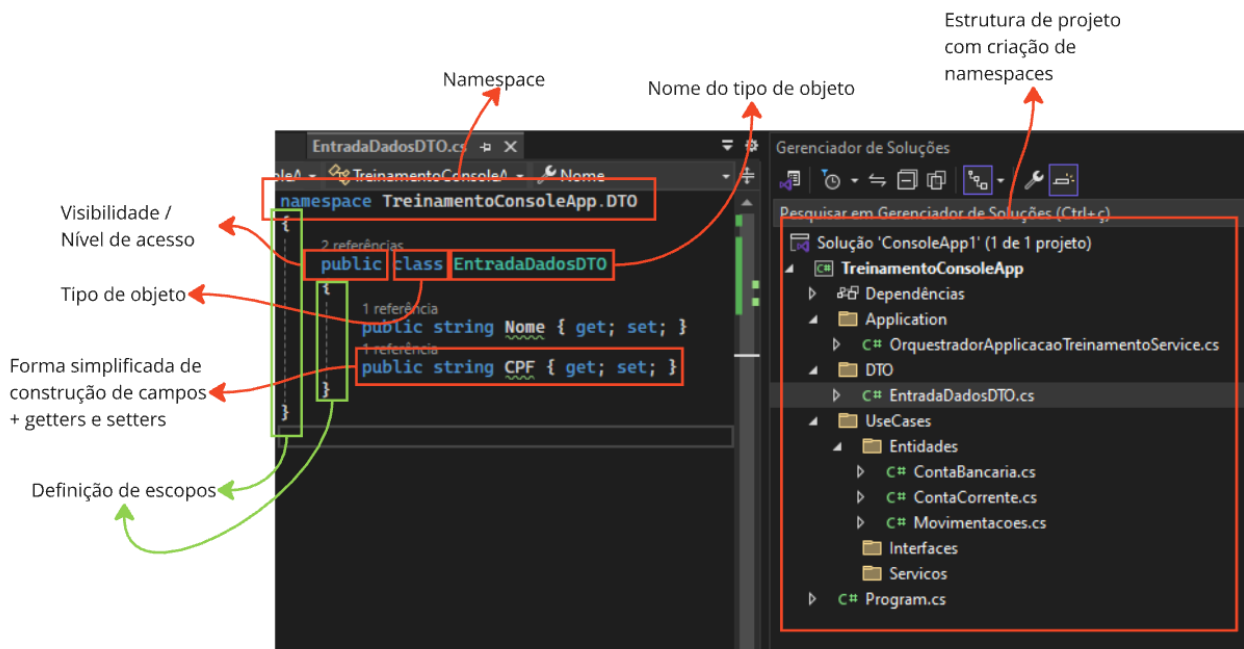 Estrutura de projeto
com criação de
namespaces
Namespace
Nome do tipo de objeto
EntradaDadosDTO.cs
Gerenciador de Soluções
TreinamentoConsoleA
Nome
namespace TreinamentoConsoleApp.DTO
{
Pesquisar em Gerenciador de Soluções (Ctrl+ç)
Visibilidade /
Nível de acesso
2 referências
public class EntradaDadosDTO
{
Tipo de objeto
1 referência
public string Nome { get; set; }
1 referência
public string CPF { get; set; }
}
}
Forma simplificada de
construção de campos
+ getters e setters
Definição de escopos
Solução 'ConsoleApp1' (1 de 1 projeto)
C# TreinamentoConsoleApp
Dependências
Application
C# OrquestradorApplicacaoTreinamentoService.cs
DTO
C# EntradaDadosDTO.cs
UseCases
Entidades
C# ContaBancaria.cs
C# ContaCorrente.cs
C# Movimentacoes.cs
Interfaces
Servicos
C# Program.cs